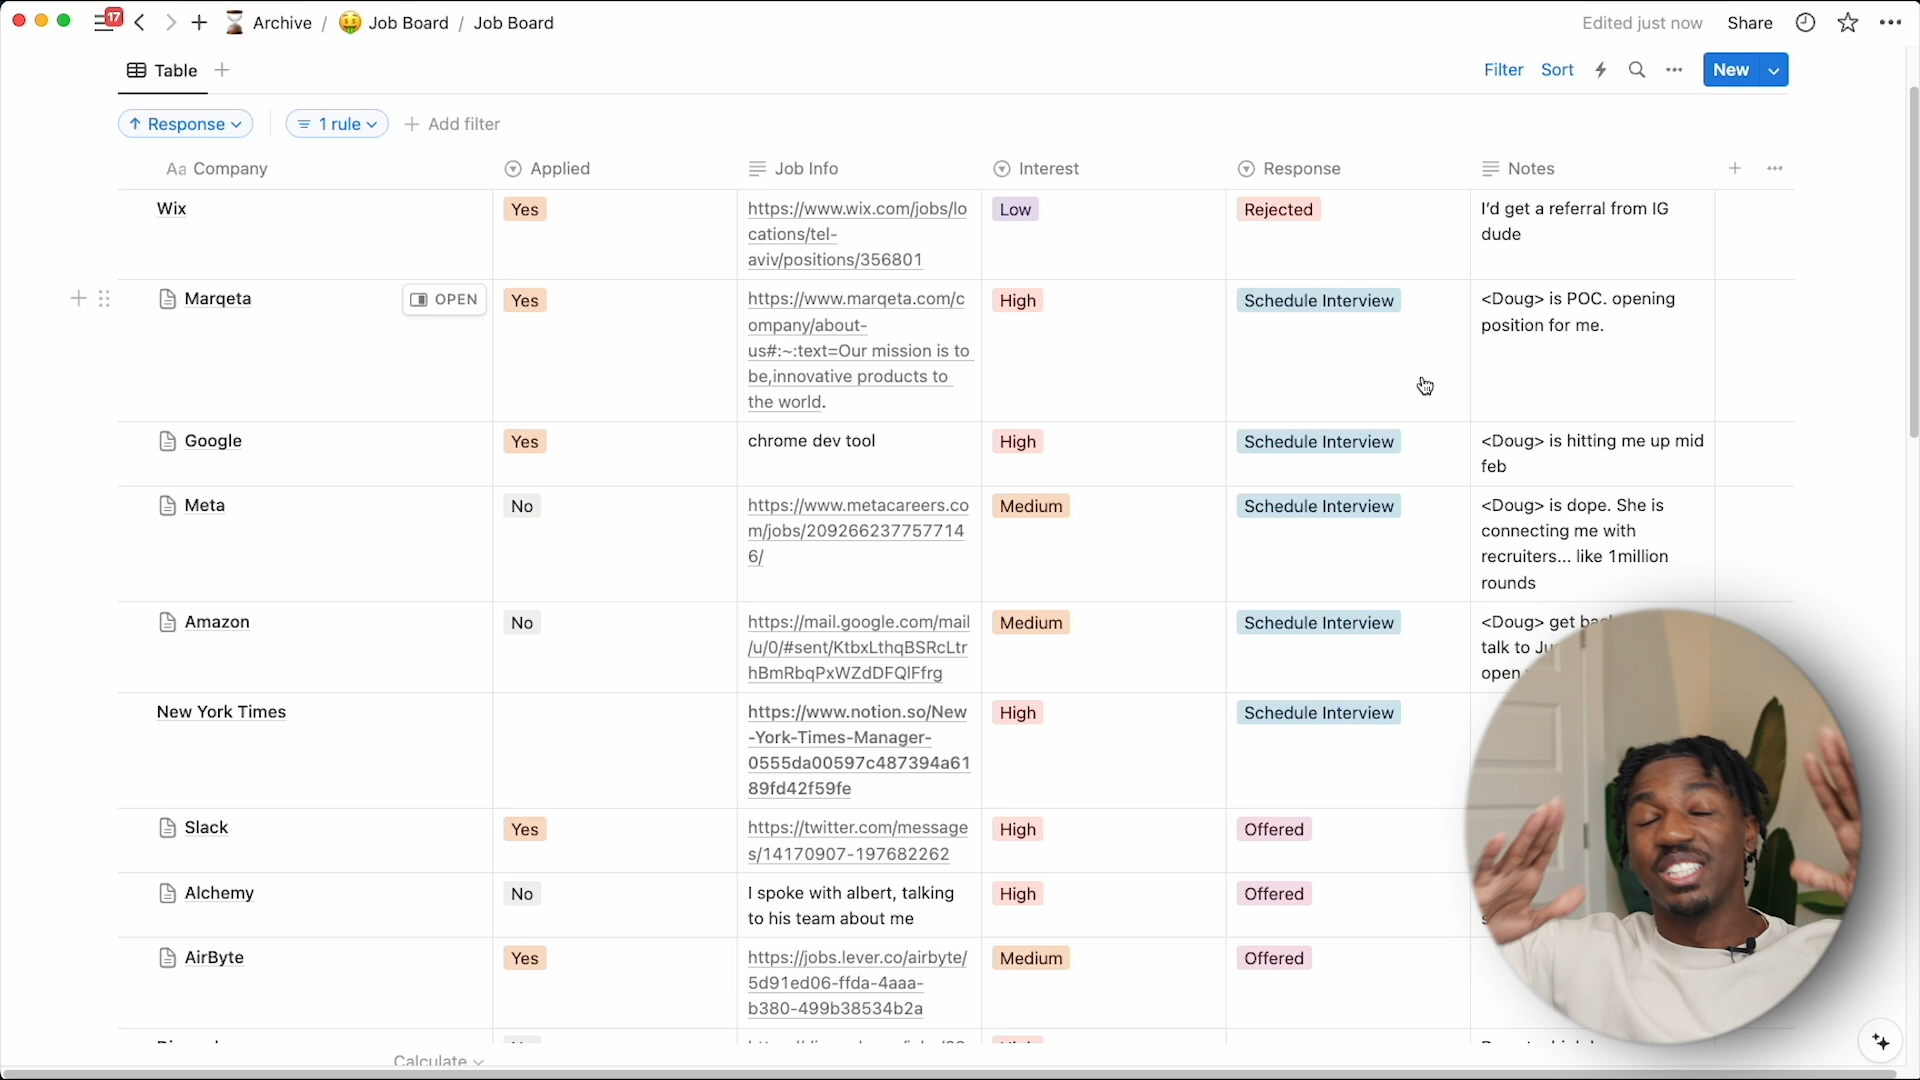 17
Archive / Job Board / Job Board
Edited just now Share
Table
Filter Sort New
Response 1 rule Add filter
Aa Company Applied Job Info Interest Response Notes
Wix Yes https://www.wix.com/jobs/lo Low Rejected I'd get a referral from IG
cations/tel- dude
aviv/positions/356801
Marqeta OPEN Yes https://www.marqeta.com/c High Schedule Interview <Doug> is POC. opening
ompany/about- position for me.
us#:~:text=Our mission is to
be,innovative products to
the world.
Google Yes chrome dev tool High Schedule Interview <Doug> is hitting me up mid
feb
Meta No https://www.metacareers.co Medium Schedule Interview <Doug> is dope. She is
m/jobs/209266237757714 connecting me with
6/ recruiters... like 1million
rounds
Amazon No https://mail.google.com/mail Medium Schedule Interview <Doug> get
/u/0/#sent/KtbxLthqBSRcLtr talk to
hBmRbqPxWZdDFQlFfrg open
New York Times https://www.notion.so/New High Schedule Interview
-York-Times-Manager-
0555da00597c487394a61
89fd42f59fe
Slack Yes https://twitter.com/message High Offered
s/14170907-197682262
Alchemy No I spoke with albert, talking High Offered
to his team about me
AirByte Yes https://jobs.lever.co/airbyte/ Medium Offered
5d91ed06-ffda-4aaa-
b380-499b38534b2a
Calculate